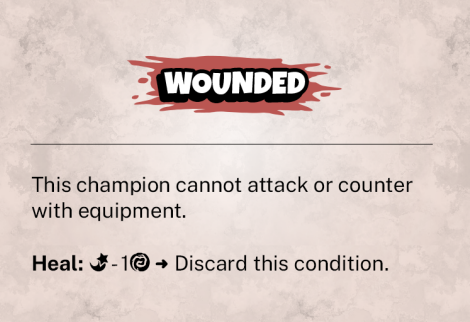 WOUNDED
This champion cannot attack or counter
with equipment.
Heal: - 1 → Discard this condition.